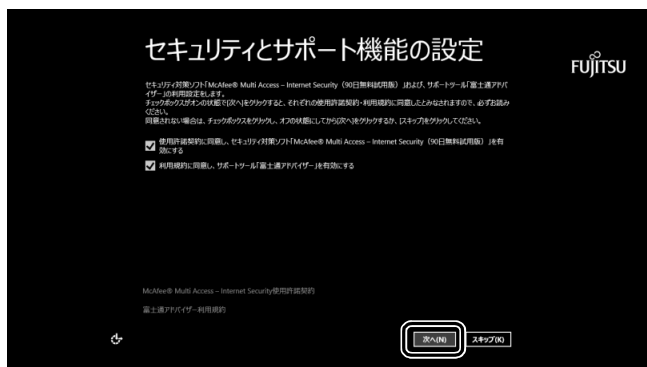 セキュリティとサポート機能の設定
FUJITSU
セキュリティ対策ソフト「McAfee® Multi Access – Internet Security（90日無料試用版）」および、サポートツール「富士通アドバ
イザー」の利用設定をします。
チェックボックスがオンの状態で[次へ]をクリックすると、それぞれの使用許諾契約・利用規約に同意したとみなされますので、必ずお読み
ください。
同意されない場合は、チェックボックスをクリックし、オフの状態にしてから[次へ]をクリックするか、[スキップ]をクリックしてください。
使用許諾契約に同意し、セキュリティ対策ソフト「McAfee® Multi Access – Internet Security（90日無料試用版）」を有
効にする
利用規約に同意し、サポートツール「富士通アドバイザー」を有効にする
McAfee® Multi Access – Internet Security使用許諾契約
富士通アドバイザー利用規約
次へ(N)
スキップ(K)